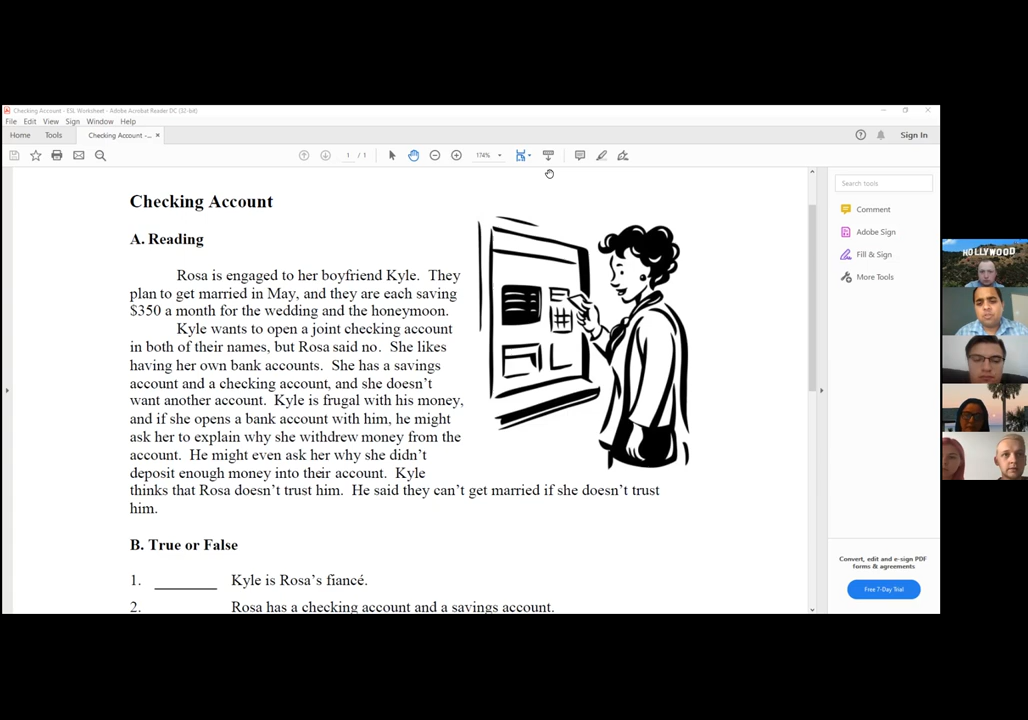 Checking Account - ESL Worksheet - Adobe Acrobat Reader DC (32-bit)
File Edit View Sign Window Help
Home Tools Checking Account -... × Sign In
1 / 1 174%
Search tools
Comment
Adobe Sign
Fill & Sign
More Tools
Convert, edit and e-sign PDF
forms & agreements
Free 7-Day Trial
Checking Account
A. Reading
Rosa is engaged to her boyfriend Kyle. They
plan to get married in May, and they are each saving
$350 a month for the wedding and the honeymoon.
Kyle wants to open a joint checking account
in both of their names, but Rosa said no. She likes
having her own bank accounts. She has a savings
account and a checking account, and she doesn't
want another account. Kyle is frugal with his money,
and if she opens a bank account with him, he might
ask her to explain why she withdrew money from the
account. He might even ask her why she didn't
deposit enough money into their account. Kyle
thinks that Rosa doesn't trust him. He said they can't get married if she doesn't trust
him.
B. True or False
1. ________ Kyle is Rosa's fiancé.
2. Rosa has a checking account and a savings account.
HOLLYWOOD